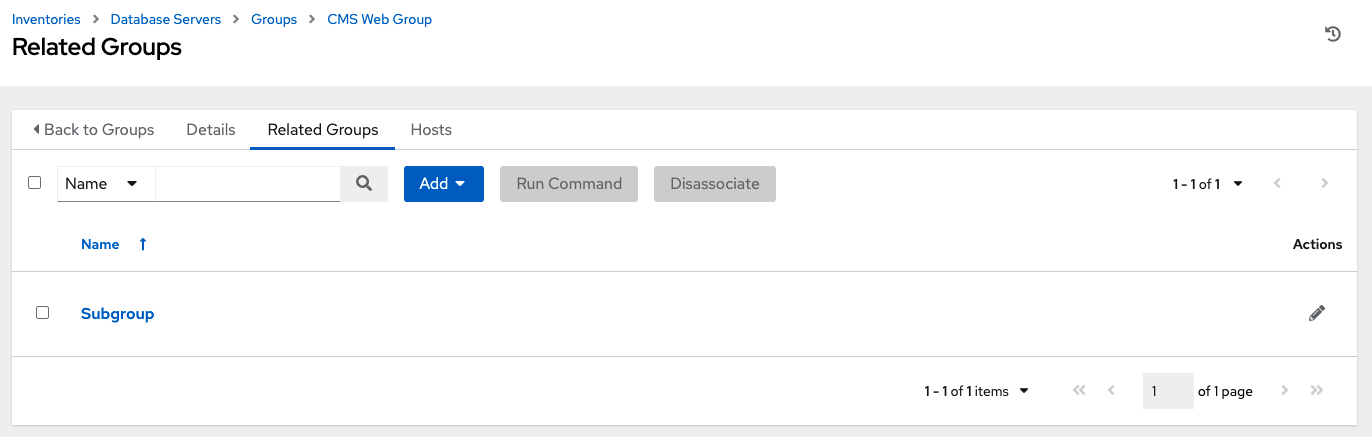 Inventories > Database Servers > Groups > CMS Web Group
Related Groups
Back to Groups Details Related Groups Hosts
Name Add Run Command Disassociate 1 - 1 of 1
Name Actions
Subgroup
1 - 1 of 1 items 1 of 1 page